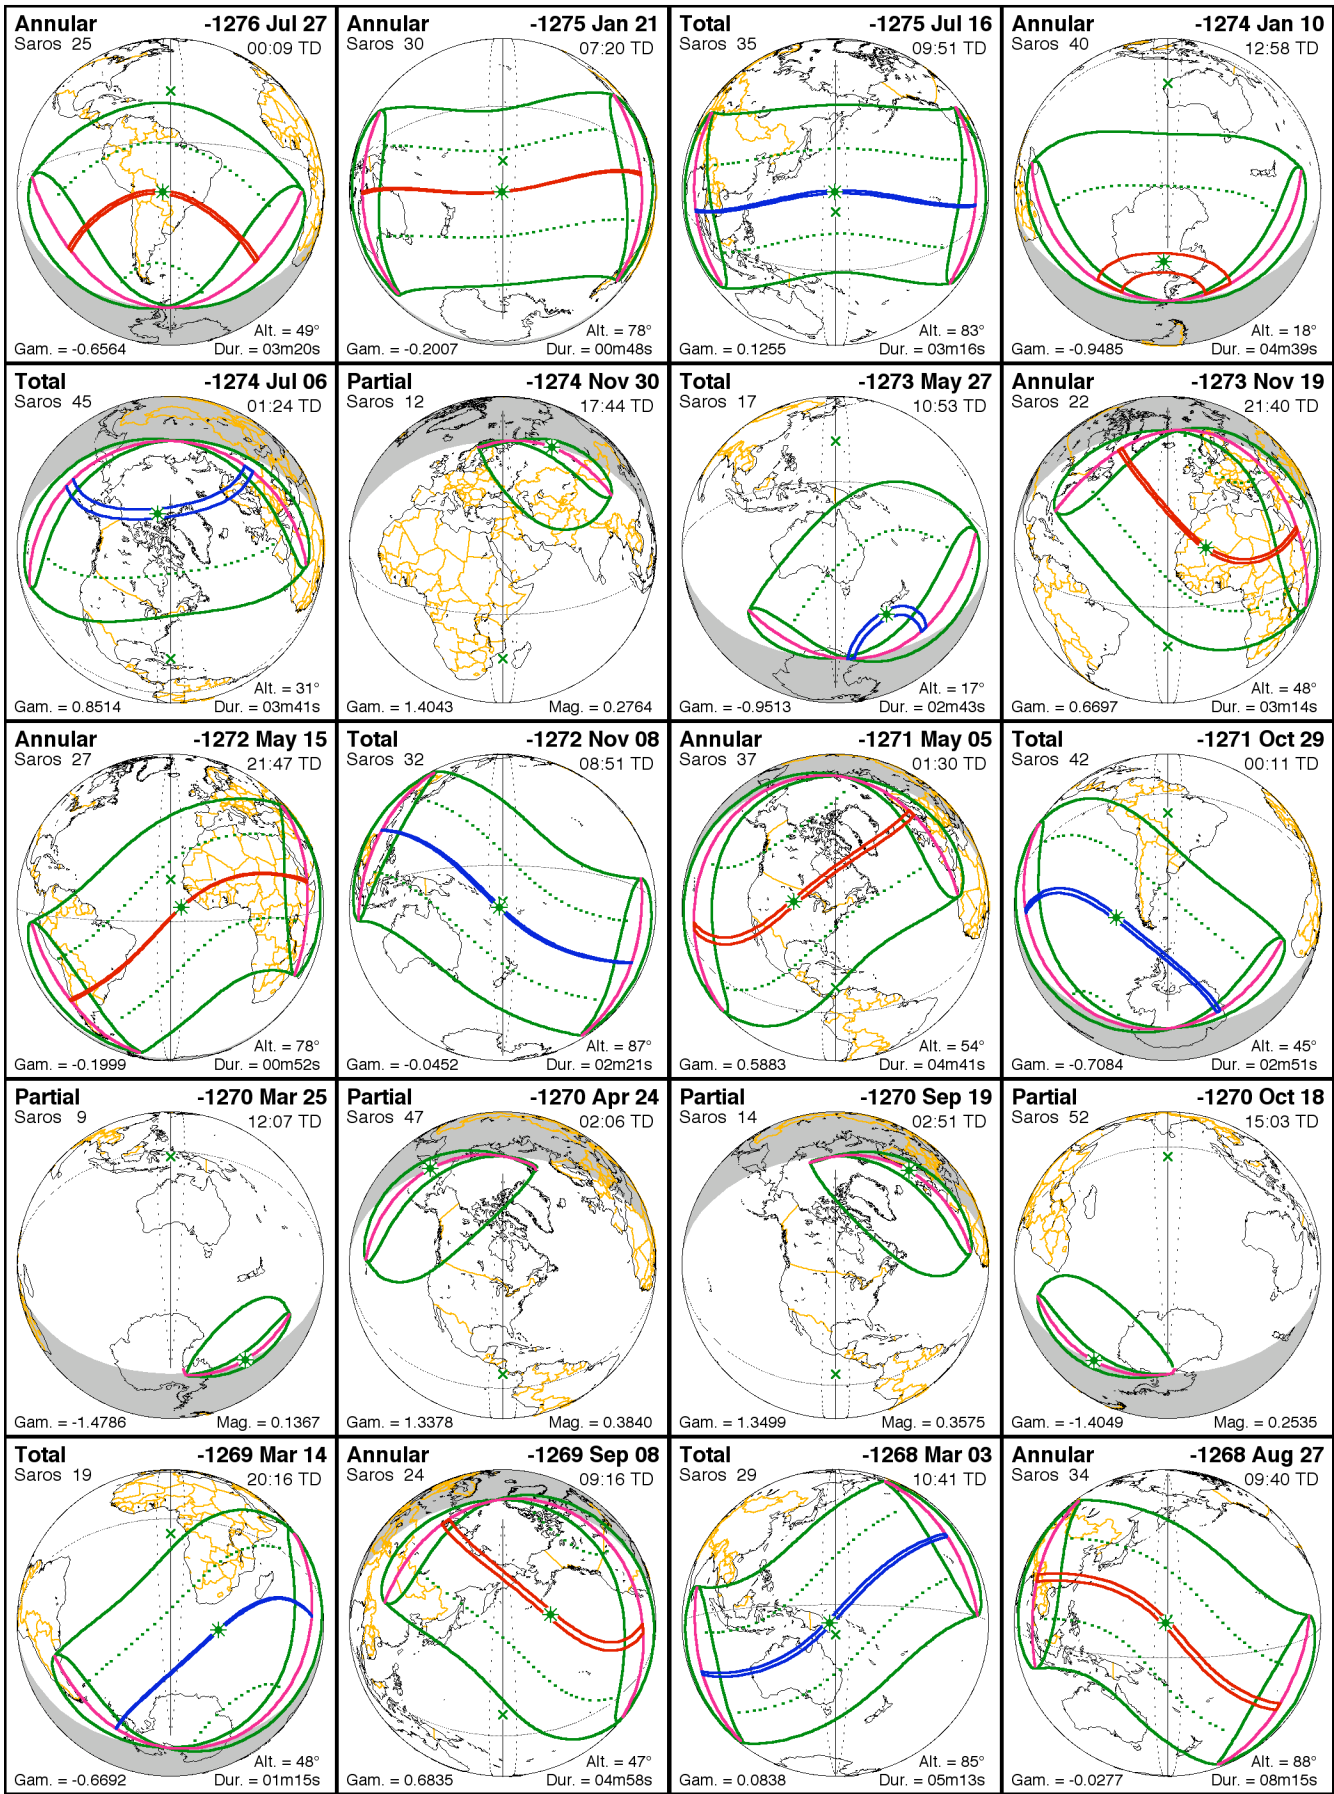 Annular -1276 Jul 27
Saros 25 00:09 TD
Alt. = 49°
Gam. = -0.6564 Dur. = 03m20s
Annular -1275 Jan 21
Saros 30 07:20 TD
Alt. = 78°
Gam. = -0.2007 Dur. = 00m48s
Total -1275 Jul 16
Saros 35 09:51 TD
Alt. = 83°
Gam. = 0.1255 Dur. = 03m16s
Annular -1274 Jan 10
Saros 40 12:58 TD
Alt. = 18°
Gam. = -0.9485 Dur. = 04m39s
Total -1274 Jul 06
Saros 45 01:24 TD
Alt. = 31°
Gam. = 0.8514 Dur. = 03m41s
Partial -1274 Nov 30
Saros 12 17:44 TD
Gam. = 1.4043 Mag. = 0.2764
Total -1273 May 27
Saros 17 10:53 TD
Alt. = 17°
Gam. = -0.9513 Dur. = 02m43s
Annular -1273 Nov 19
Saros 22 21:40 TD
Alt. = 48°
Gam. = 0.6697 Dur. = 03m14s
Annular -1272 May 15
Saros 27 21:47 TD
Alt. = 78°
Gam. = -0.1999 Dur. = 00m52s
Total -1272 Nov 08
Saros 32 08:51 TD
Alt. = 87°
Gam. = -0.0452 Dur. = 02m21s
Annular -1271 May 05
Saros 37 01:30 TD
Alt. = 54°
Gam. = 0.5883 Dur. = 04m41s
Total -1271 Oct 29
Saros 42 00:11 TD
Alt. = 45°
Gam. = -0.7084 Dur. = 02m51s
Partial -1270 Mar 25
Saros 9 12:07 TD
Gam. = -1.4786 Mag. = 0.1367
Partial -1270 Apr 24
Saros 47 02:06 TD
Gam. = 1.3378 Mag. = 0.3840
Partial -1270 Sep 19
Saros 14 02:51 TD
Gam. = 1.3499 Mag. = 0.3575
Partial -1270 Oct 18
Saros 52 15:03 TD
Gam. = -1.4049 Mag. = 0.2535
Total -1269 Mar 14
Saros 19 20:16 TD
Alt. = 48°
Gam. = -0.6692 Dur. = 01m15s
Annular -1269 Sep 08
Saros 24 09:16 TD
Alt. = 47°
Gam. = 0.6835 Dur. = 04m58s
Total -1268 Mar 03
Saros 29 10:41 TD
Alt. = 85°
Gam. = 0.0838 Dur. = 05m13s
Annular -1268 Aug 27
Saros 34 09:40 TD
Alt. = 88°
Gam. = -0.0277 Dur. = 08m15s